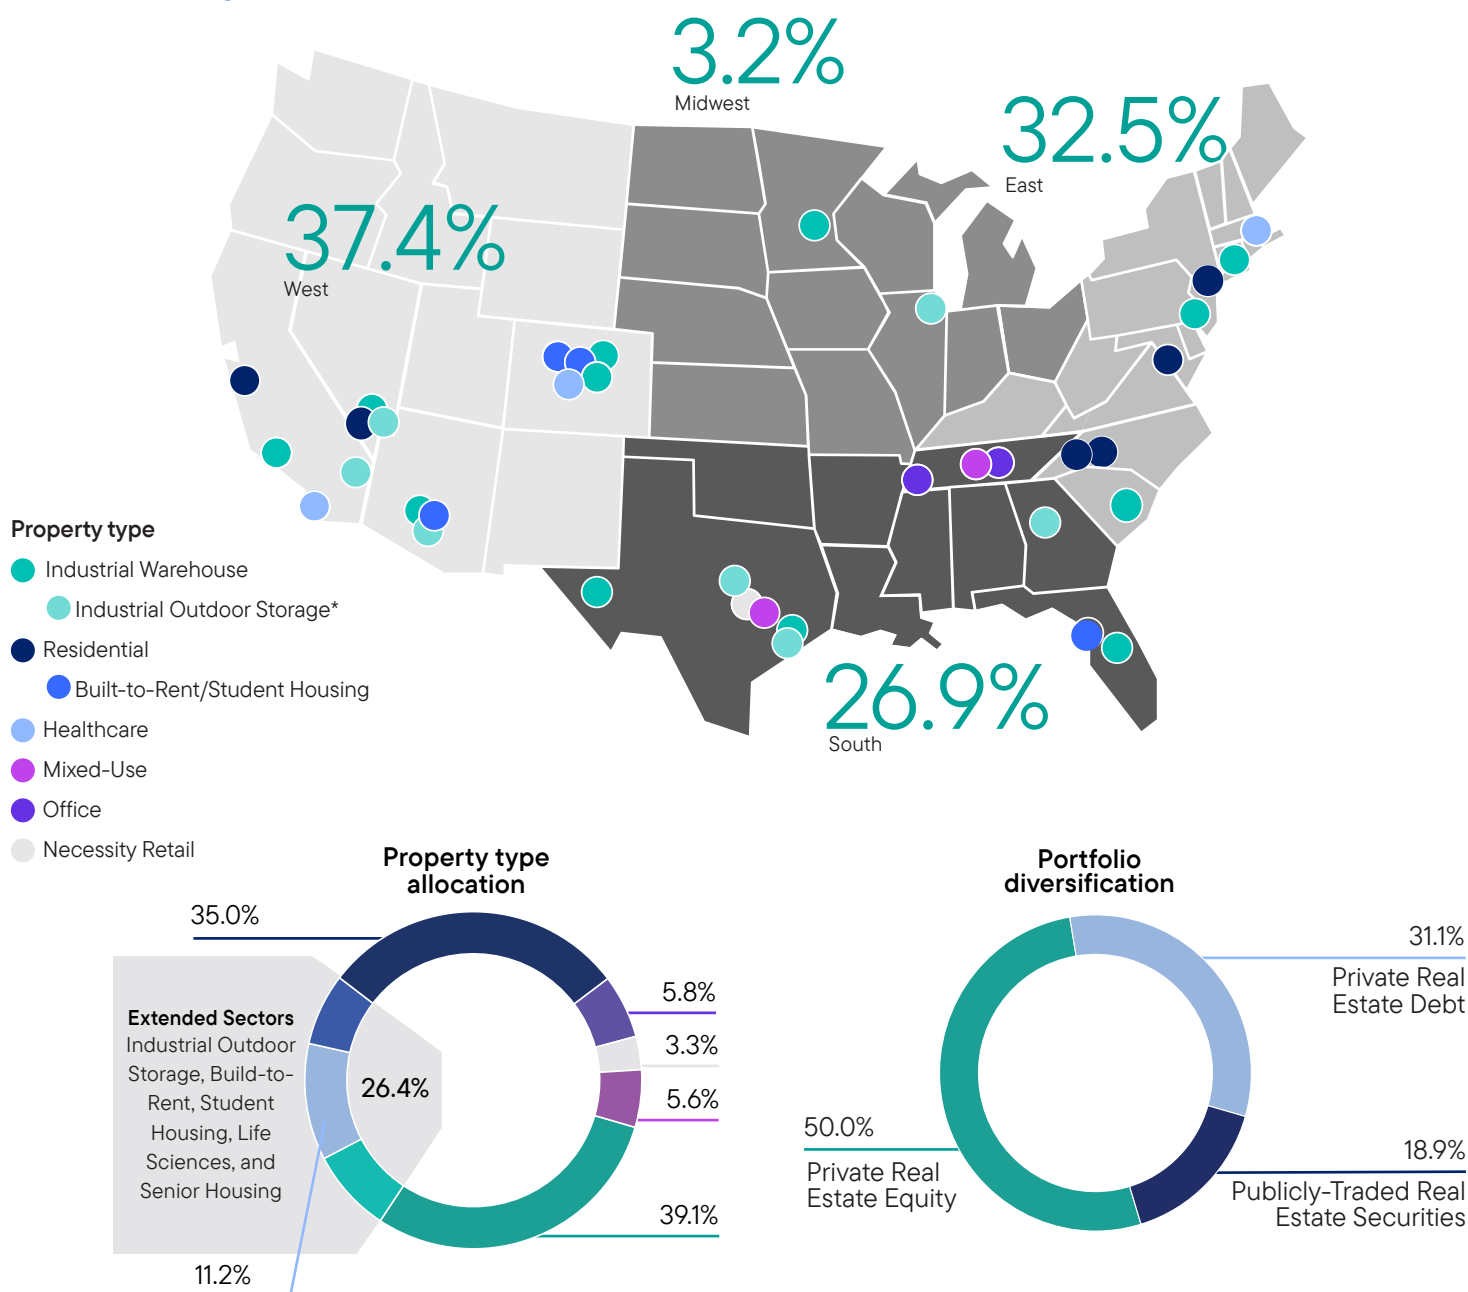 3.2%
Midwest
32.5%
East
37.4%
West
26.9%
South
Property type
Industrial Warehouse
Industrial Outdoor Storage*
Residential
Built-to-Rent/Student Housing
Healthcare
Mixed-Use
Office
Necessity Retail
Property type
allocation
35.0%
5.8%
3.3%
5.6%
39.1%
11.2%
26.4%
Extended Sectors
Industrial Outdoor
Storage, Build-to-
Rent, Student
Housing, Life
Sciences, and
Senior Housing
Portfolio
diversification
31.1%
Private Real
Estate Debt
50.0%
Private Real
Estate Equity
18.9%
Publicly-Traded Real
Estate Securities